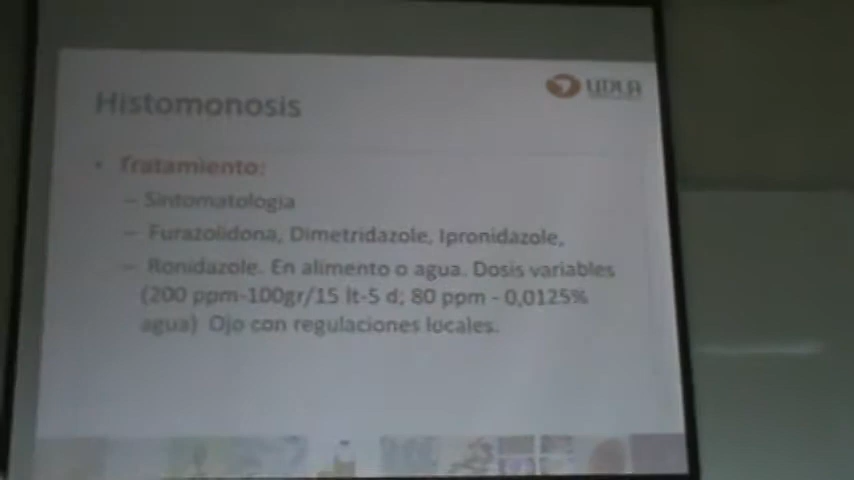 UDLA
Histomonosis
• Tratamiento:
– Sintomatologia
– Furazolidona, Dimetridazole, Ipronidazole,
– Ronidazole. En alimento o agua. Dosis variables
(200 ppm-100gr/15 lt-5 d; 80 ppm - 0,0125%
agua) Ojo con regulaciones locales.